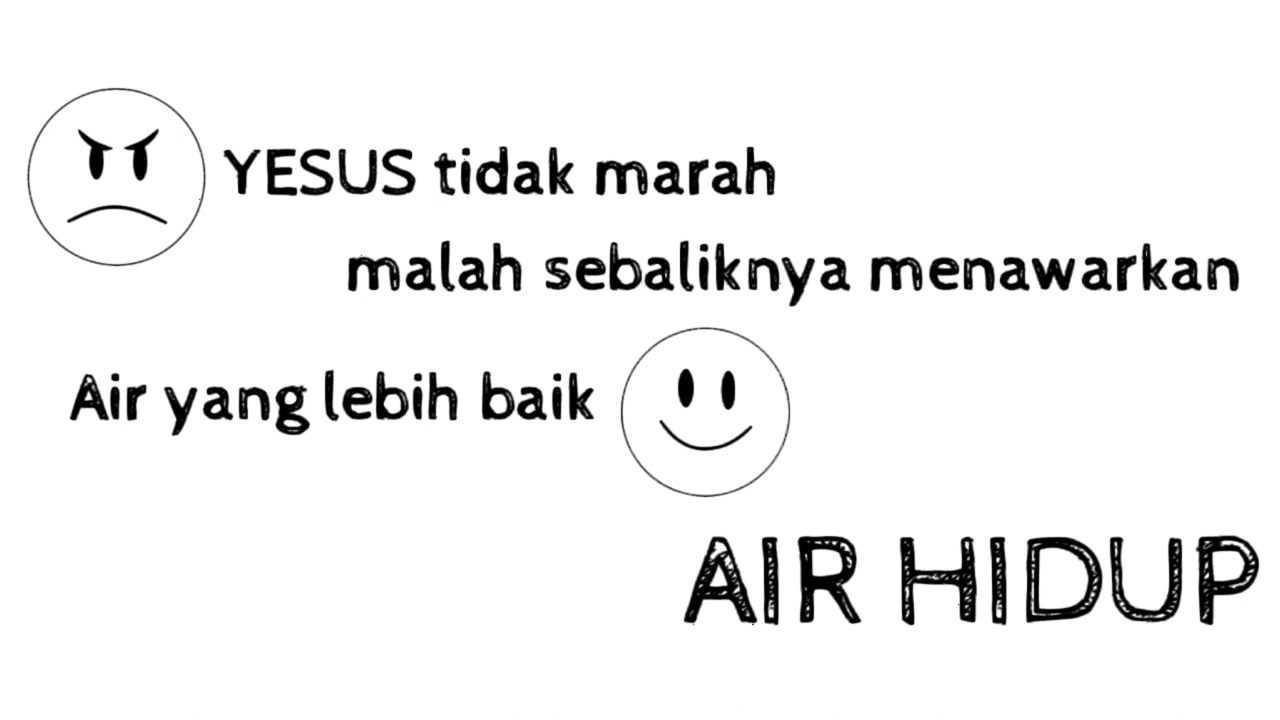 YESUS tidak marah
malah sebaliknya menawarkan
Air yang lebih baik
AIR HIDUP